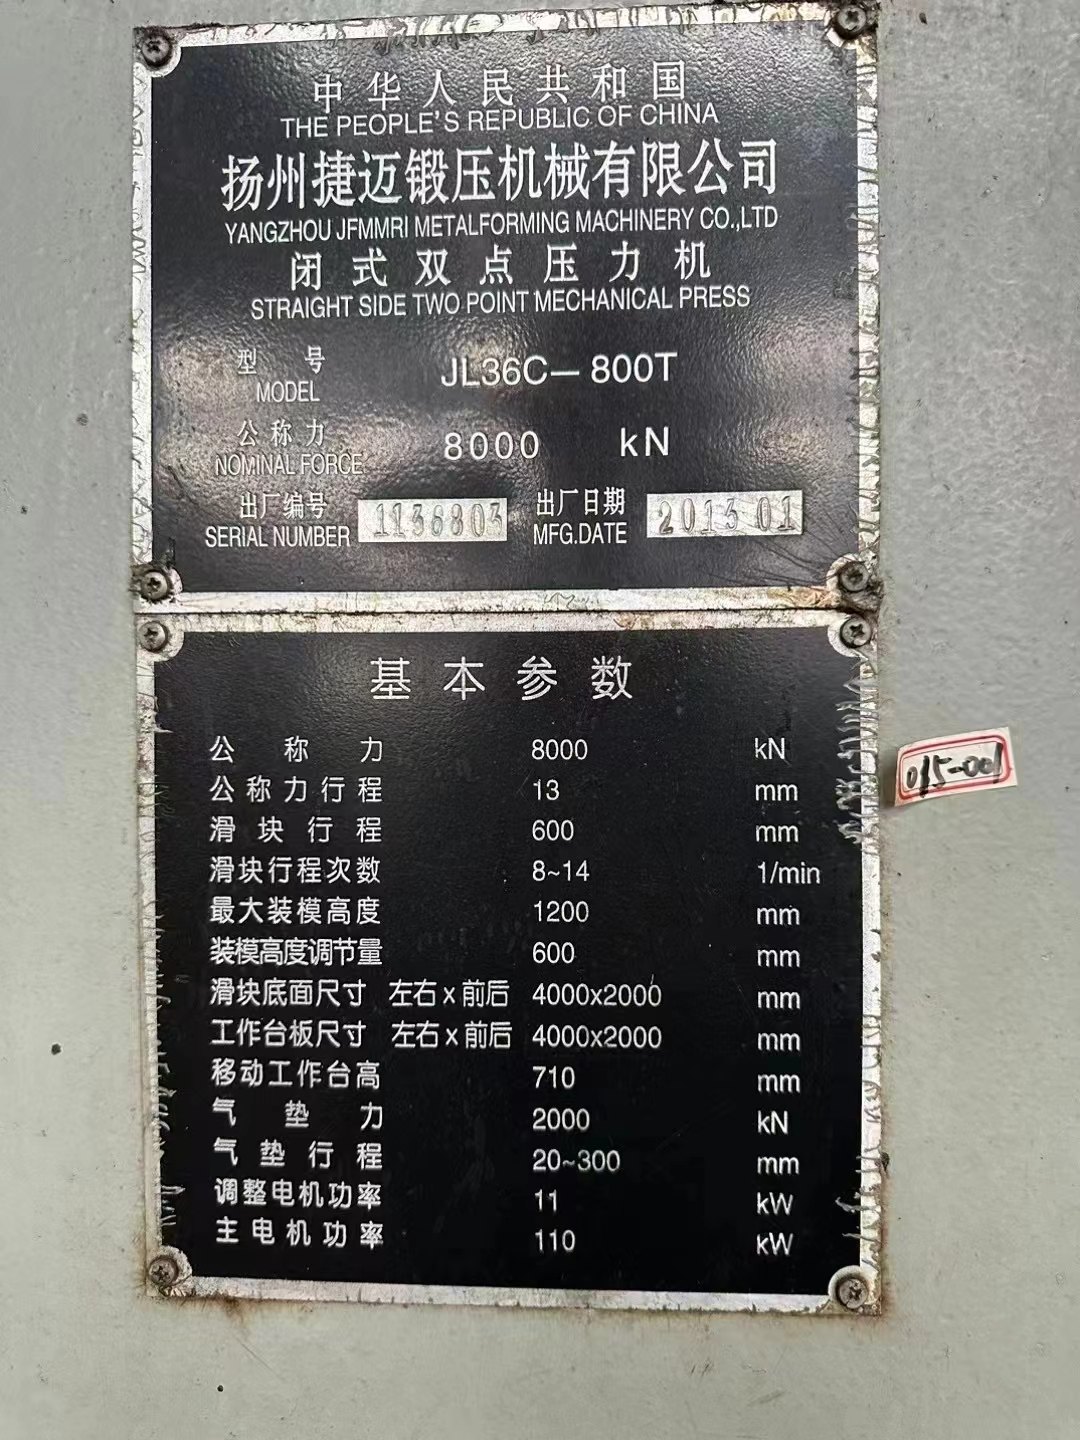 中华人民共和国
THE PEOPLE'S REPUBLIC OF CHINA
扬州捷迈锻压机械有限公司
YANGZHOU JFMMRI METALFORMING MACHINERY CO.,LTD
闭式双点压力机
STRAIGHT SIDE TWO POINT MECHANICAL PRESS
型号 JL36C-800T
MODEL
公称力 8000 kN
NOMINAL FORCE
出厂编号 1136803 出厂日期 2013 01
SERIAL NUMBER MFG.DATE
基本参数
公称力 8000 kN
公称力行程 13 mm
滑块行程 600 mm
滑块行程次数 8~14 1/min
最大装模高度 1200 mm
装模高度调节量 600 mm
滑块底面尺寸 左右x前后 4000x2000 mm
工作台板尺寸 左右x前后 4000x2000 mm
移动工作台高 710 mm
气垫力 2000 kN
气垫行程 20~300 mm
调整电机功率 11 kW
主电机功率 110 kW
015-001